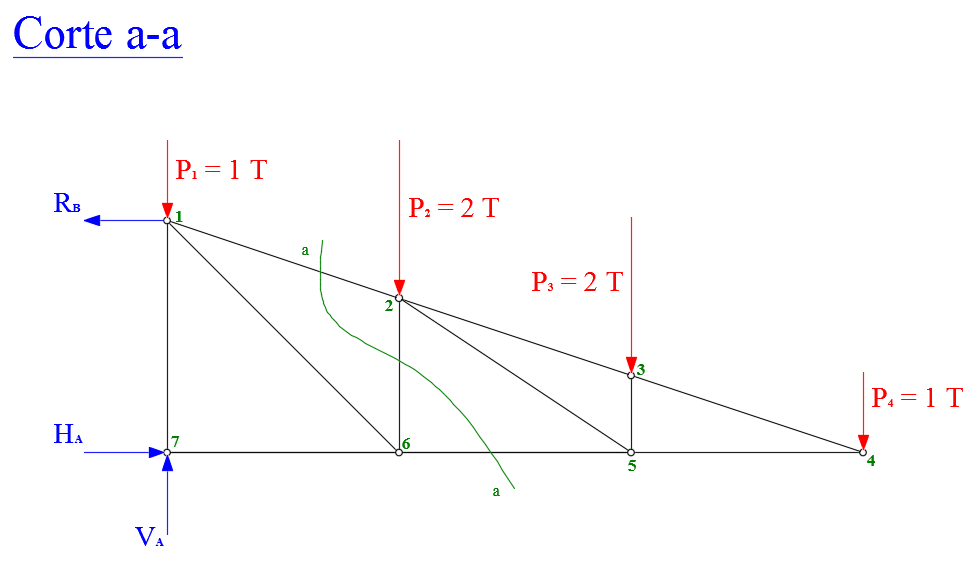 Corte a-a
P₁ = 1 T
R_B
1
P₂ = 2 T
a
2
P₃ = 2 T
3
P₄ = 1 T
H_A
7
6
5
4
a
V_A